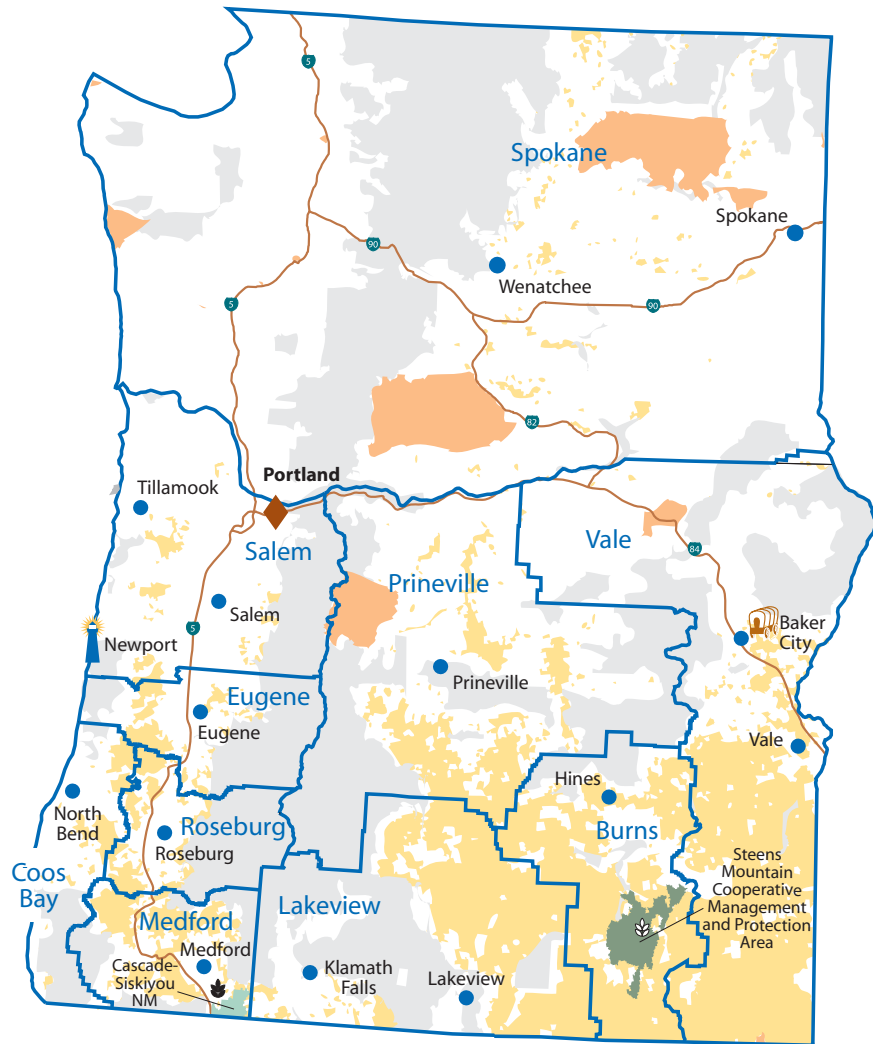 5
Spokane
Spokane
90
Wenatchee
5
90
82
Portland
Tillamook
Salem
Vale
84
Prineville
Salem
5
Newport
Baker
City
Prineville
Eugene
Eugene
Vale
Hines
North
Bend
Roseburg
Roseburg
Burns
Coos
Bay
Steens
Mountain
Cooperative
Management
and Protection
Area
Medford
Lakeview
Medford
Cascade-
Siskiyou
NM
Klamath
Falls
Lakeview